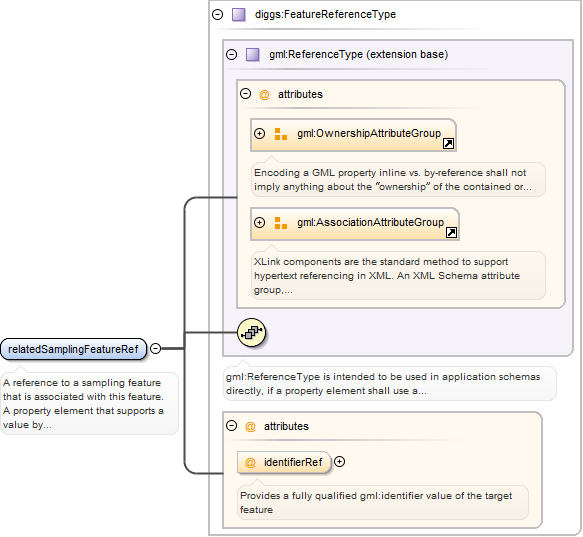 diggs:FeatureReferenceType
gml:ReferenceType (extension base)
@ attributes
gml:OwnershipAttributeGroup
Encoding a GML property inline vs. by-reference shall not
imply anything about the "ownership" of the contained or...
gml:AssociationAttributeGroup
XLink components are the standard method to support
hypertext referencing in XML. An XML Schema attribute
group,...
relatedSamplingFeatureRef
A reference to a sampling feature
that is associated with this feature.
A property element that supports a
value by...
gml:ReferenceType is intended to be used in application schemas
directly, if a property element shall use a...
@ attributes
@ identifierRef
Provides a fully qualified gml:identifier value of the target
feature